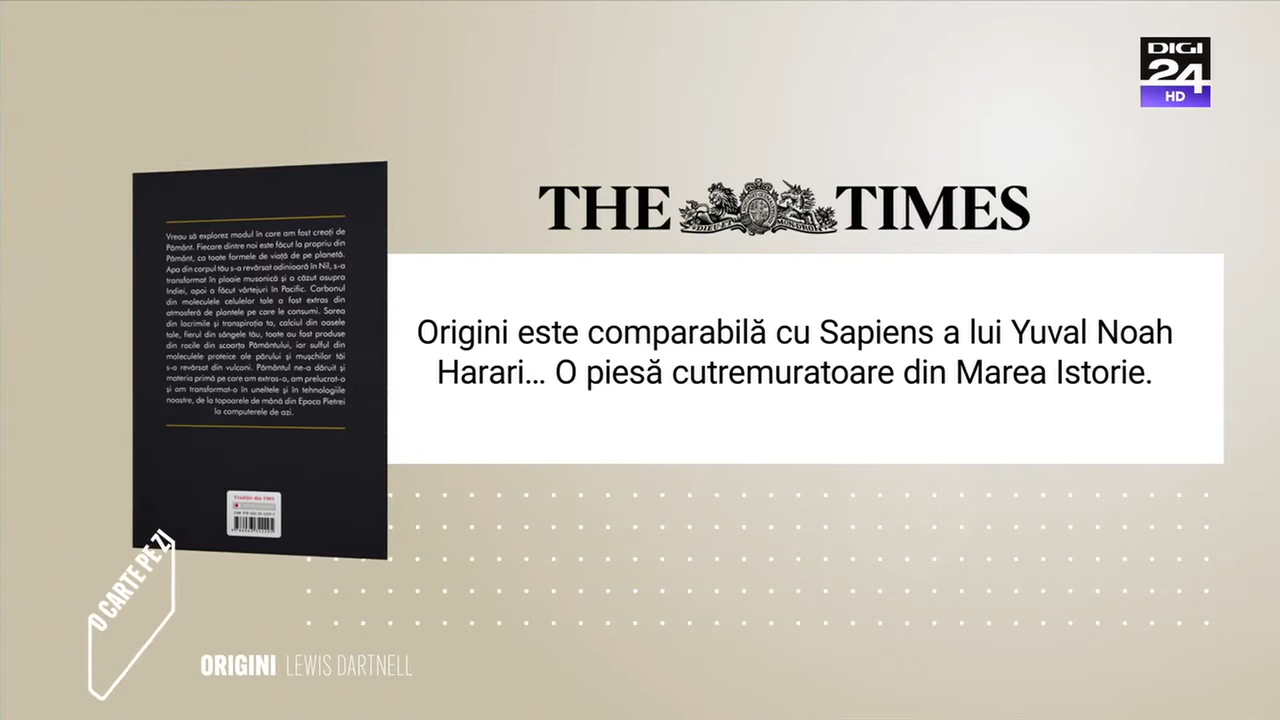 DIGI
24
HD
THE TIMES
DIEU ET MON DROIT
Origini este comparabilă cu Sapiens a lui Yuval Noah
Harari... O piesă cutremuratoare din Marea Istorie.
Vreau să explorez modul în care am fost creați de
Pământ. Fiecare dintre noi este făcut la propriu din
Pământ, ca toate formele de viață de pe planetă.
Apa din corpul tău s-a revărsat odinioară în Nil, s-a
transformat în ploaie musonică și a căzut asupra
Indiei, apoi a făcut vârtejuri în Pacific. Carbonul
din moleculele celulelor tale a fost extras din
atmosferă de plantele pe care le consumi. Sarea
din lacrimile și transpirația ta, calciul din oasele
tale, fierul din sângele tău, toate au fost produse
din rocile din scoarța Pământului, iar sulful din
moleculele proteice ale părului și mușchilor tăi
s-a revărsat din vulcani. Pământul ne-a dăruit și
materia primă pe care am extras-o, am prelucrat-o
și am transformat-o în uneltele și în tehnologiile
noastre, de la topoarele de mână din Epoca Pietrei
la computerele de azi.
O CARTE PE ZI
ORIGINI LEWIS DARTNELL